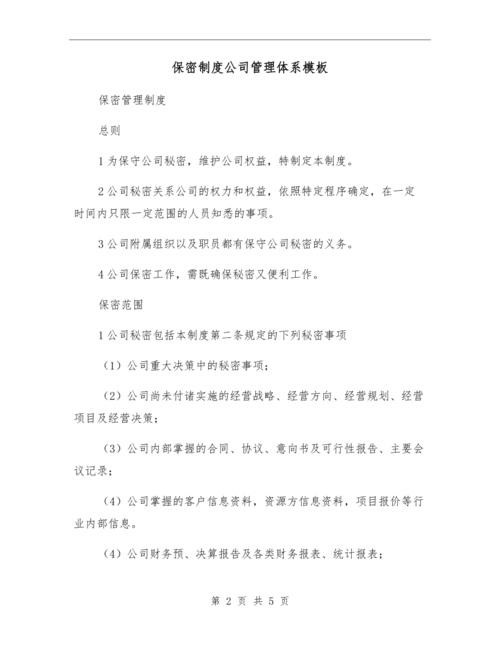 保密制度公司管理体系模板
保密管理制度
总则
1 为保守公司秘密，维护公司权益，特制定本制度。
2 公司秘密关系公司的权力和权益，依照特定程序确定，在一定
时间内只限一定范围的人员知悉的事项。
3 公司附属组织以及职员都有保守公司秘密的义务。
4 公司保密工作，需既确保秘密又便利工作。
保密范围
1 公司秘密包括本制度第二条规定的下列秘密事项
（1）公司重大决策中的秘密事项；
（2）公司尚未付诸实施的经营战略、经营方向、经营规划、经营
项目及经营决策；
（3）公司内部掌握的合同、协议、意向书及可行性报告、主要会
议记录；
（4）公司掌握的客户信息资料，资源方信息资料，项目报价等行
业内部信息。
（4）公司财务预、决算报告及各类财务报表、统计报表；
第 2 页 共 5 页